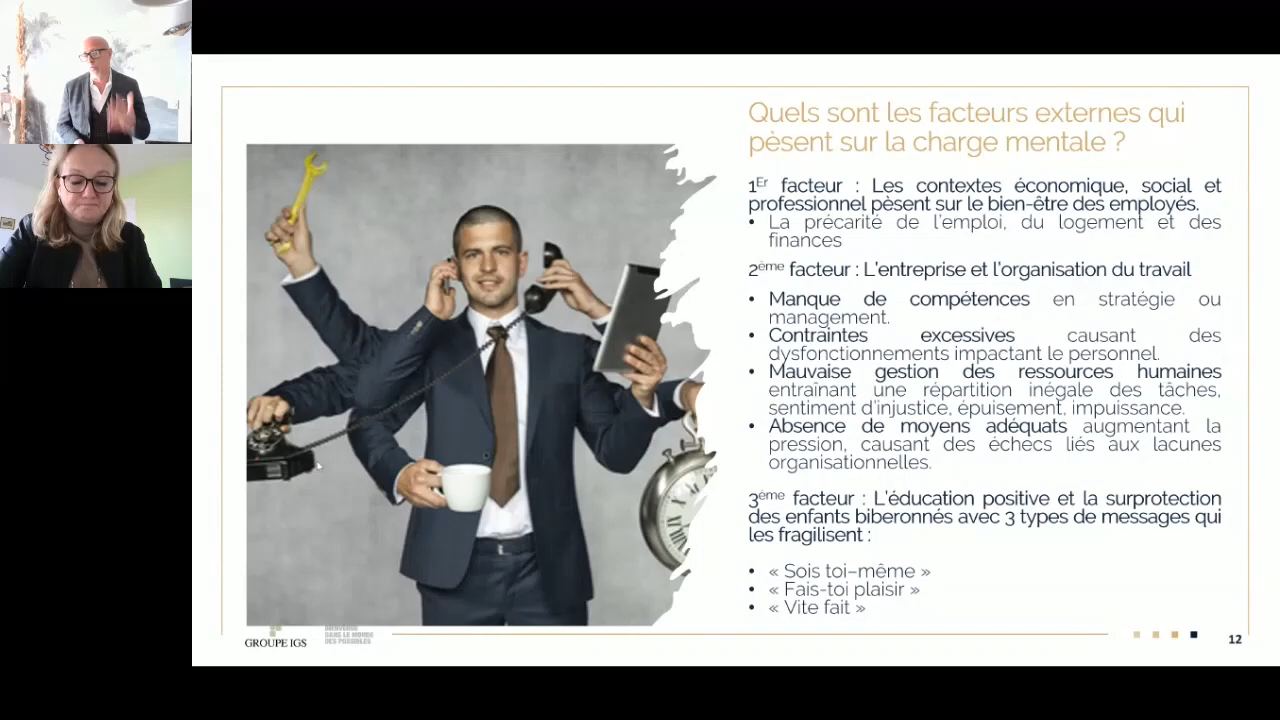 Quels sont les facteurs externes qui
pèsent sur la charge mentale ?
1Er facteur : Les contextes économique, social et
professionnel pèsent sur le bien-être des employés.
• La précarité de l'emploi, du logement et des
finances
2ème facteur : L'entreprise et l'organisation du travail
• Manque de compétences en stratégie ou
management.
• Contraintes excessives causant des
dysfonctionnements impactant le personnel.
• Mauvaise gestion des ressources humaines
entraînant une répartition inégale des tâches,
sentiment d'injustice, épuisement, impuissance.
• Absence de moyens adéquats augmentant la
pression, causant des échecs liés aux lacunes
organisationnelles.
3ème facteur : L'éducation positive et la surprotection
des enfants biberonnés avec 3 types de messages qui
les fragilisent :
• « Sois toi–même »
• « Fais-toi plaisir »
• « Vite fait »
GROUPE IGS
BIENVENUE
DANS LE MONDE
DES POSSIBLES
12